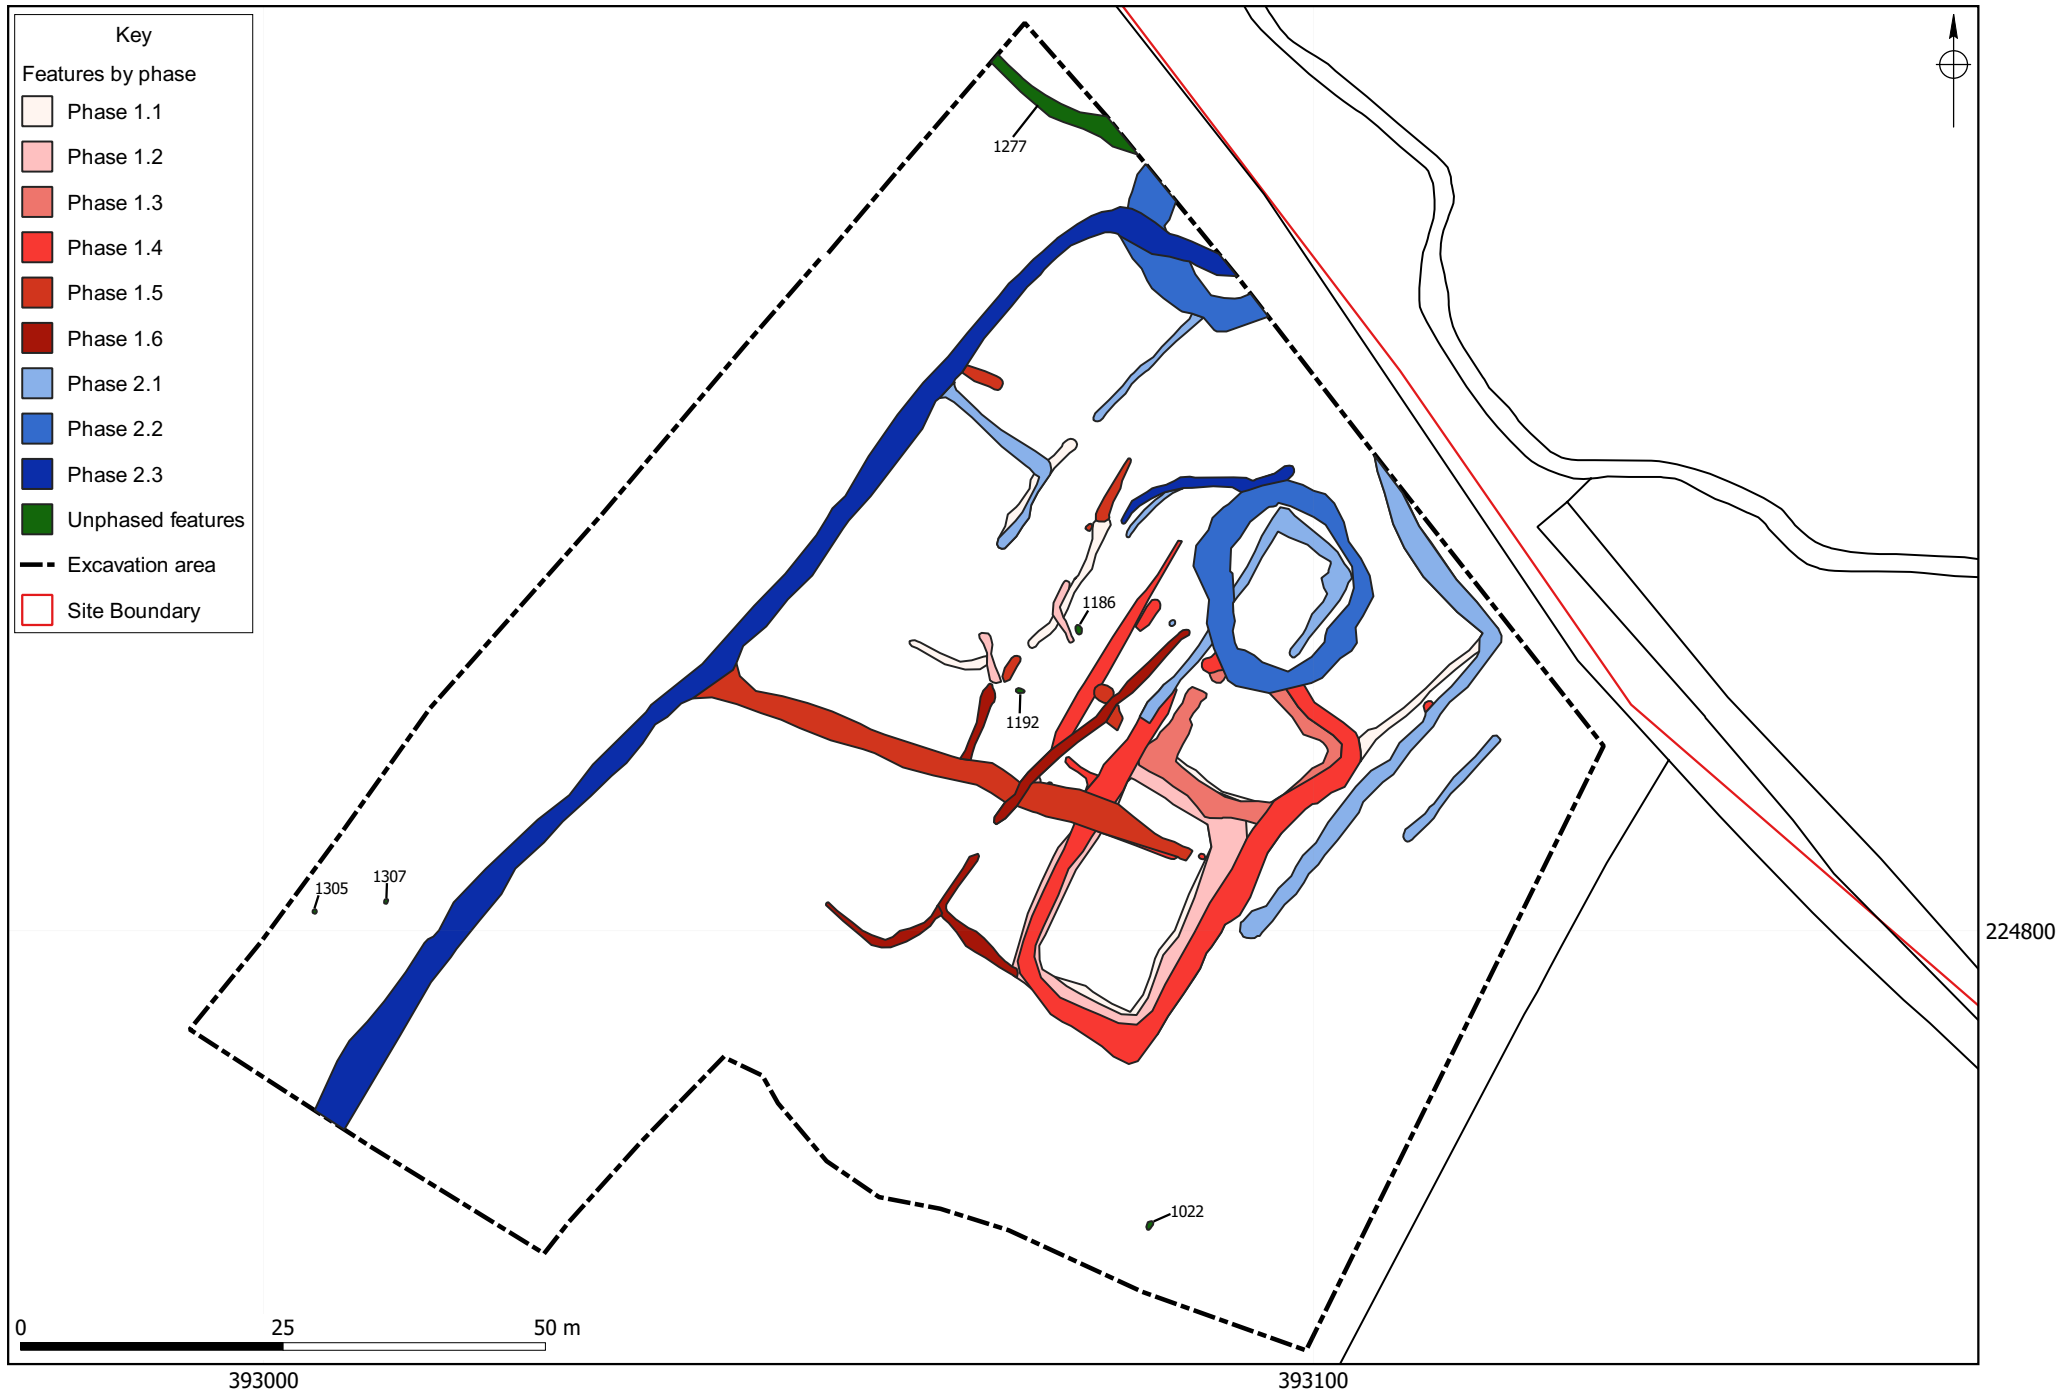 Key
Features by phase
Phase 1.1
Phase 1.2
Phase 1.3
Phase 1.4
Phase 1.5
Phase 1.6
Phase 2.1
Phase 2.2
Phase 2.3
Unphased features
Excavation area
Site Boundary
1277
1186
1192
1305
1307
1022
224800
0 25 50 m
393000 393100